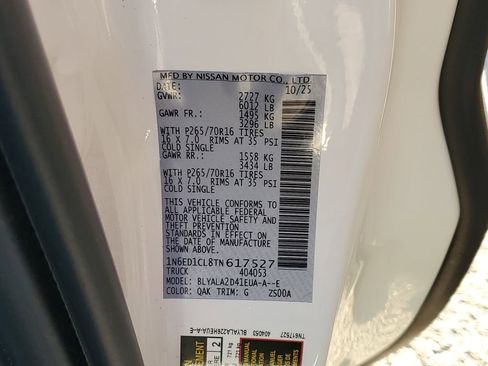 MFD BY NISSAN MOTOR CO., LTD
DATE: 10/25
GVWR: 2727 KG
6012 LB
GAWR FR.: 1495 KG
3296 LB
WITH P265/70R16 TIRES
16 X 7.0 RIMS AT 35 PSI
COLD SINGLE
GAWR RR.: 1558 KG
3434 LB
WITH P265/70R16 TIRES
16 X 7.0 RIMS AT 35 PSI
COLD SINGLE
THIS VEHICLE CONFORMS TO
ALL APPLICABLE FEDERAL
MOTOR VEHICLE SAFETY AND
THEFT PREVENTION
STANDARDS IN EFFECT ON
THE DATE OF MANUFACTURE
SHOWN ABOVE.
1N6ED1CL8TN617527
TRUCK 404053
MODEL: BLYALA2D41EUA-A--E
COLOR: QAK TRIM: G ZS00A
TN617527 404053